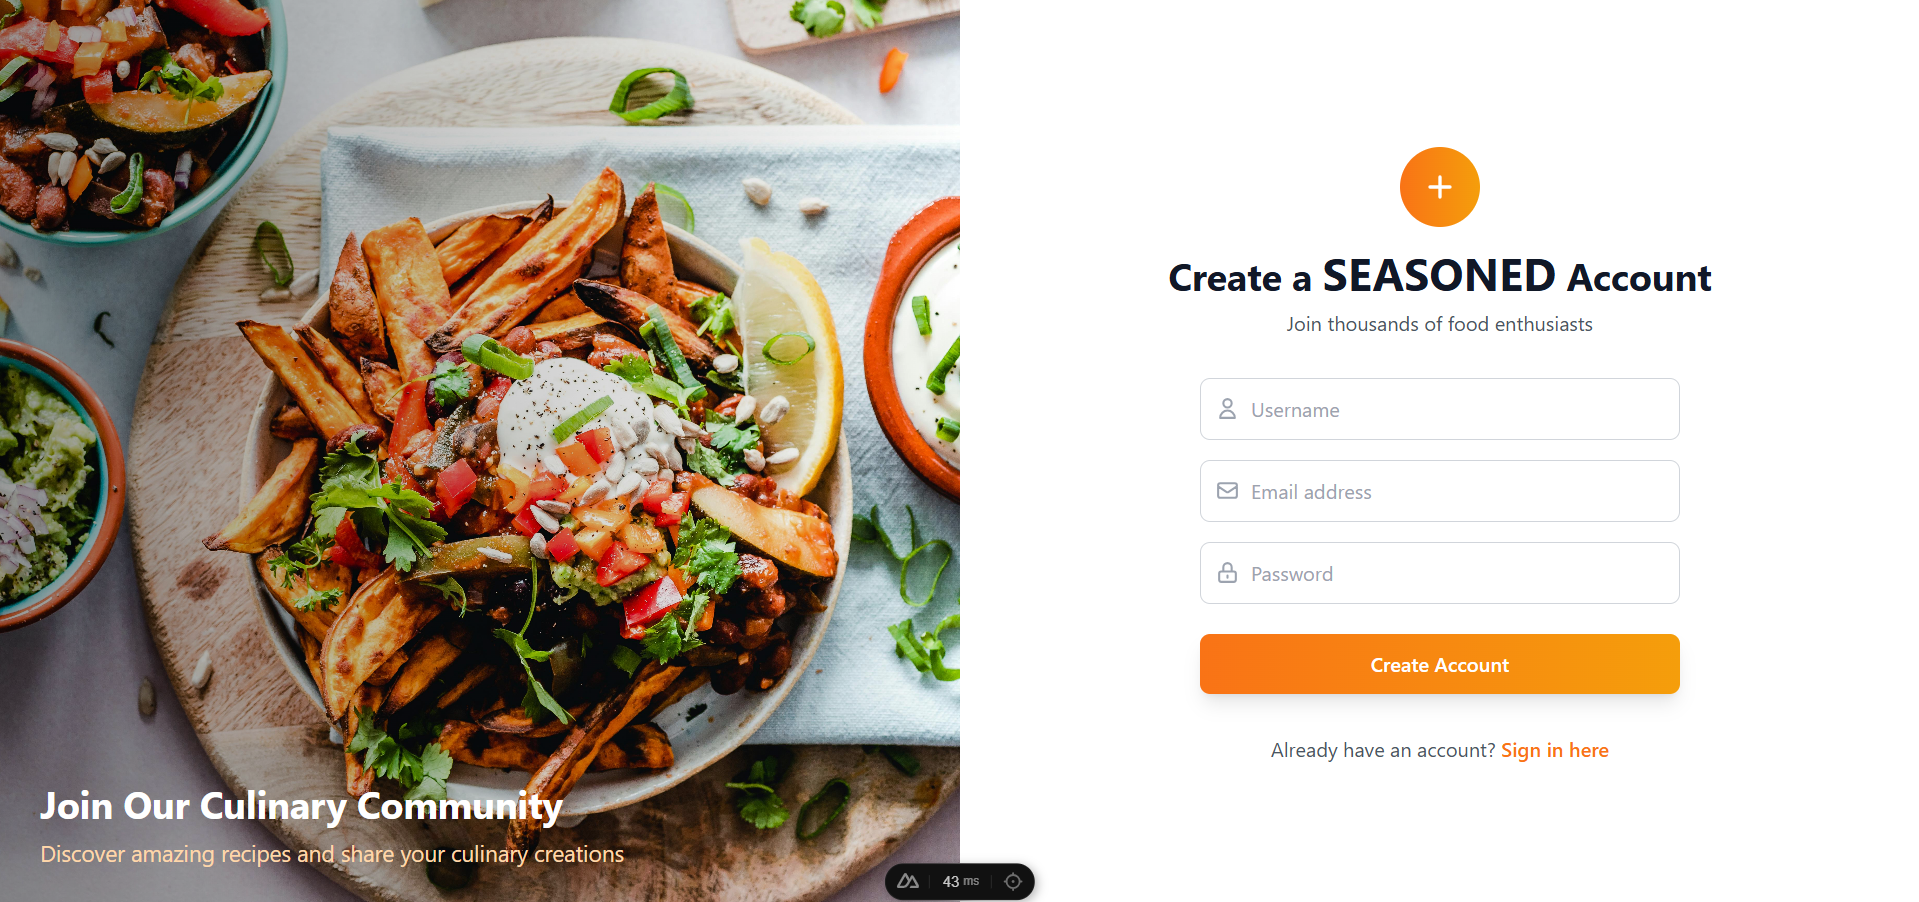 Join Our Culinary Community
Discover amazing recipes and share your culinary creations
Create a SEASONED Account
Join thousands of food enthusiasts
Username
Email address
Password
Create Account
Already have an account? Sign in here
43 ms